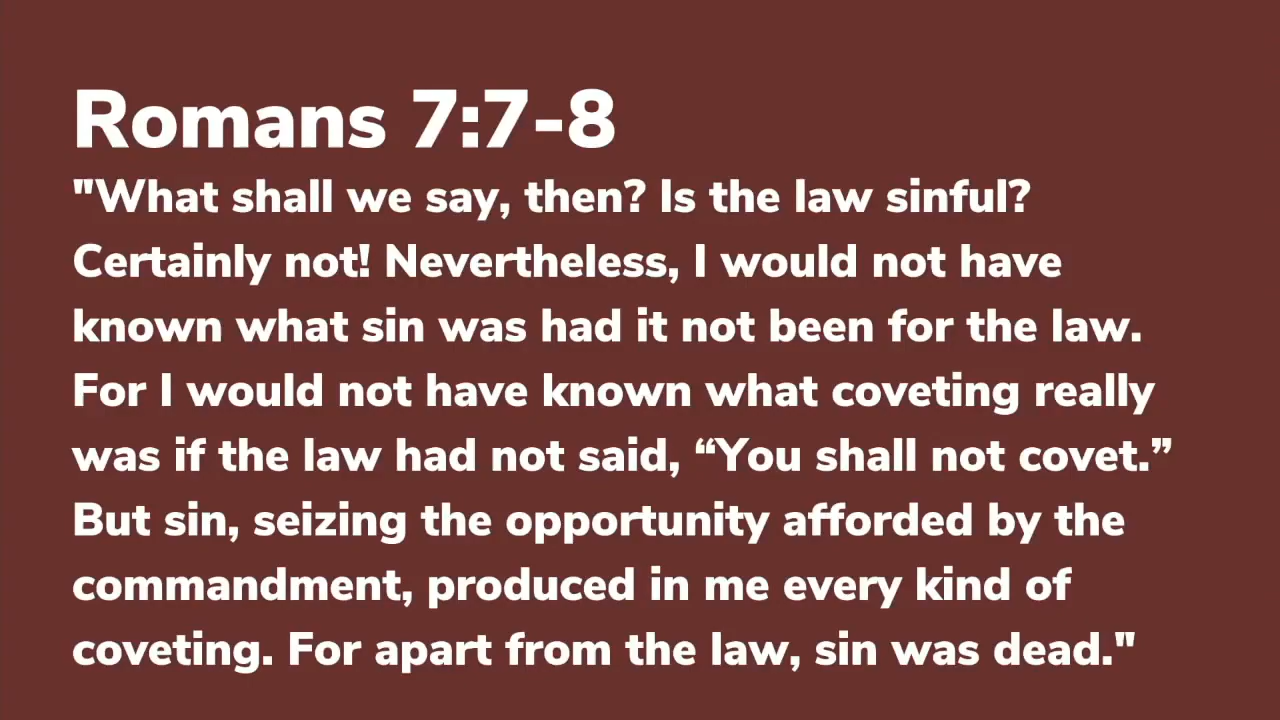 Romans 7:7-8
"What shall we say, then? Is the law sinful?
Certainly not! Nevertheless, I would not have
known what sin was had it not been for the law.
For I would not have known what coveting really
was if the law had not said, “You shall not covet.”
But sin, seizing the opportunity afforded by the
commandment, produced in me every kind of
coveting. For apart from the law, sin was dead."